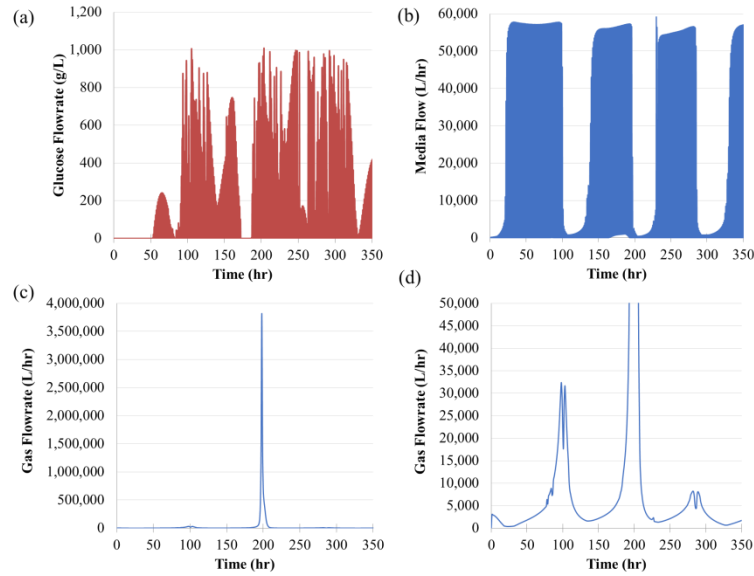 (a)
Glucose Flowrate (g/L)
1,200
1,000
800
600
400
200
0
0 50 100 150 200 250 300 350
Time (hr)
(b)
Media Flow (L/hr)
60,000
50,000
40,000
30,000
20,000
10,000
0
0 50 100 150 200 250 300 350
Time (hr)
(c)
Gas Flowrate (L/hr)
4,000,000
3,500,000
3,000,000
2,500,000
2,000,000
1,500,000
1,000,000
500,000
0
0 50 100 150 200 250 300 350
Time (hr)
(d)
Gas Flowrate (L/hr)
50,000
45,000
40,000
35,000
30,000
25,000
20,000
15,000
10,000
5,000
0
0 50 100 150 200 250 300 350
Time (hr)